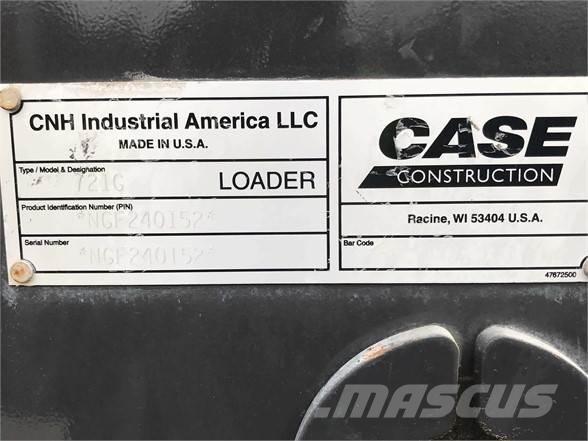 CNH Industrial America LLC
MADE IN U.S.A.
Type / Model & Designation
721G
LOADER
Product Identification Number (PIN)
*NGF240152*
Serial Number
*NGF240152*
CASE
CONSTRUCTION
Racine, WI 53404 U.S.A.
Bar Code
47672500
MASCUS